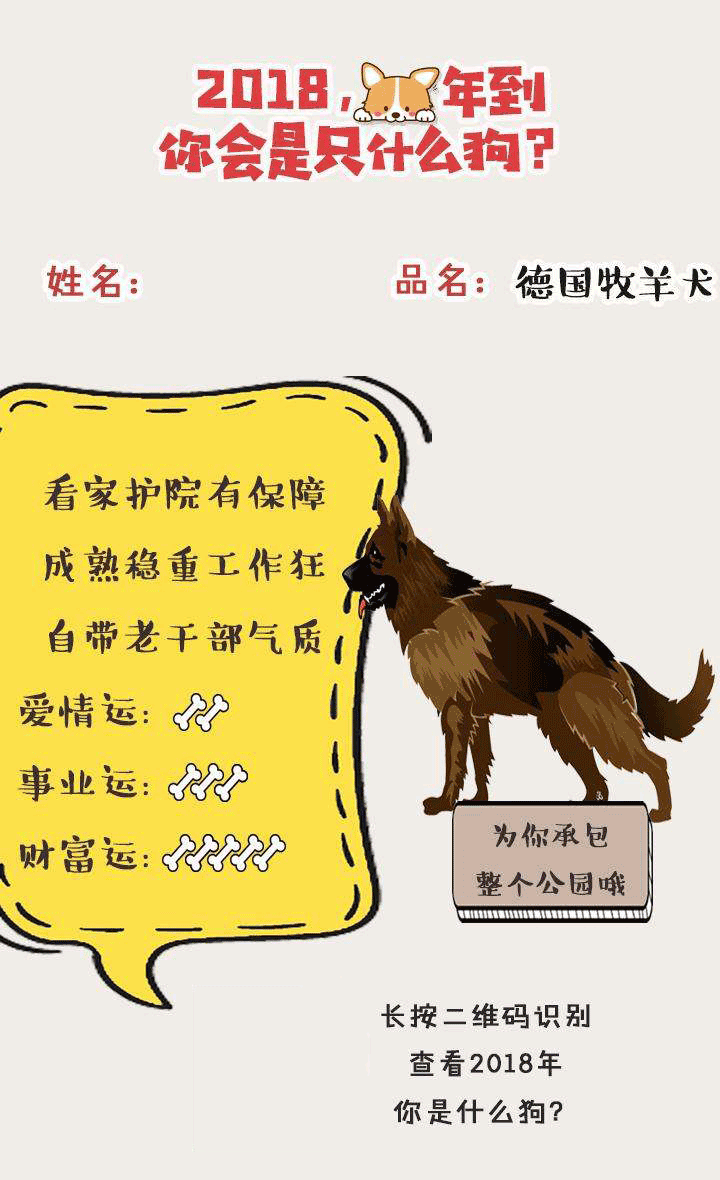 2018,年到
你会是只什么狗?
姓名:
品名: 德国牧羊犬
看家护院有保障
成熟稳重工作狂
自带老干部气质
爱情运:
事业运:
财富运:
为你承包
整个公园哦
长按二维码识别
查看2018年
你是什么狗?